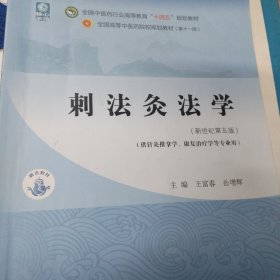 全国中医药行业高等教育“十四五”规划教材
全国高等中医药院校规划教材（第十一版）
刺法灸法学
（新世纪第五版）
（供针灸推拿学、康复治疗学等专业用）
主编 王富春 岳增辉